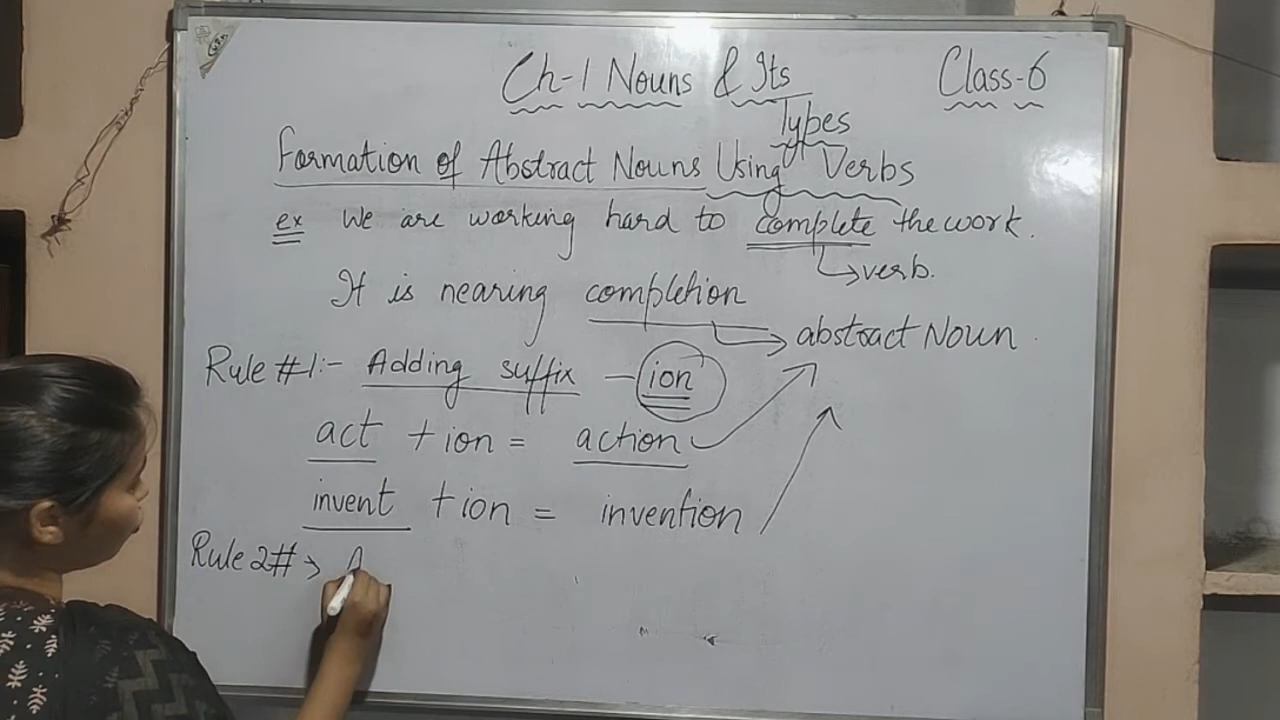 Ch-1 Nouns & Its Types
Class-6
Formation of Abstract Nouns Using Verbs
ex We are working hard to complete the work.
verb.
It is nearing completion
abstract Noun
Rule #1:- Adding suffix - ion
act + ion = action
invent + ion = invention
Rule 2# → A